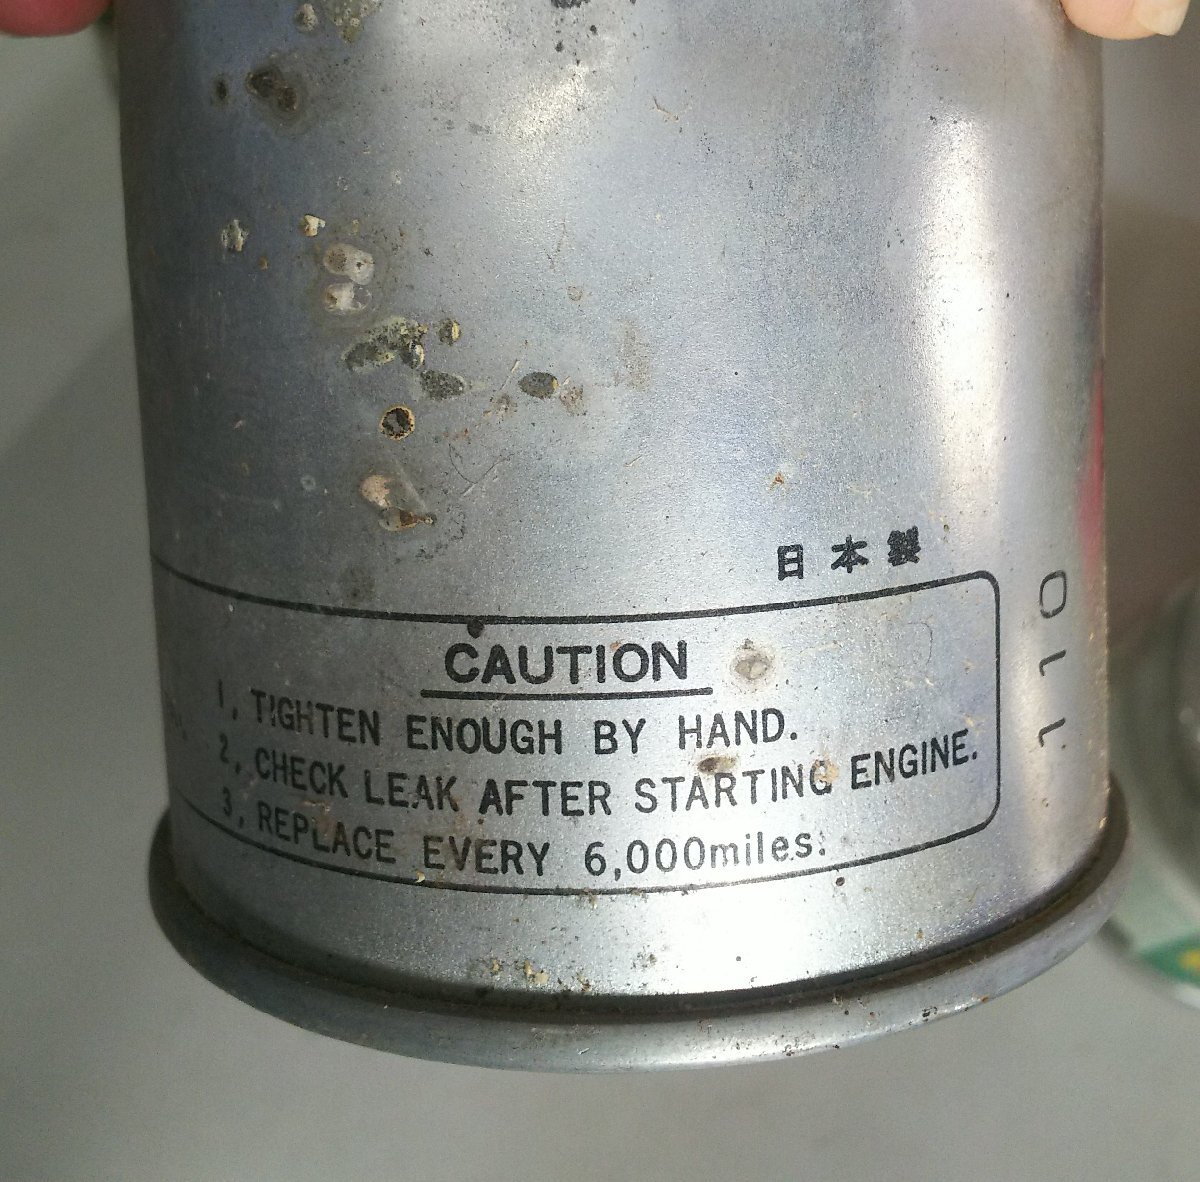 日本製
CAUTION
1, TIGHTEN ENOUGH BY HAND.
2, CHECK LEAK AFTER STARTING ENGINE.
3, REPLACE EVERY 6,000miles.
110